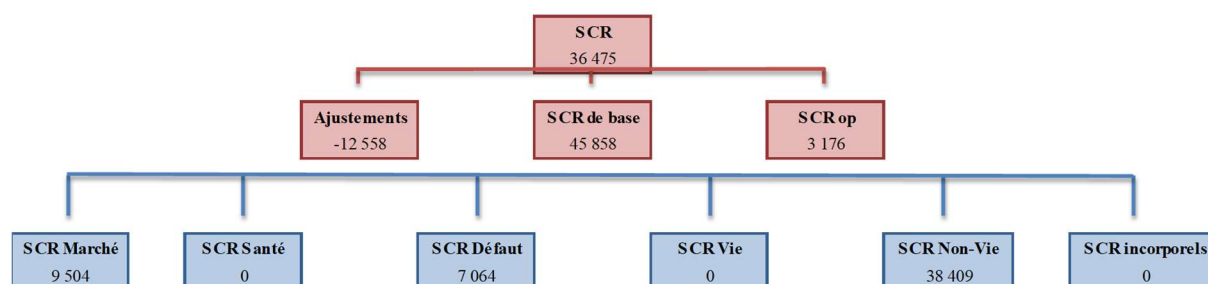 SCR
36 475
Ajustements
-12 558
SCR de base
45 858
SCR op
3 176
SCR Marché
9 504
SCR Santé
0
SCR Défaut
7 064
SCR Vie
0
SCR Non-Vie
38 409
SCR incorporels
0